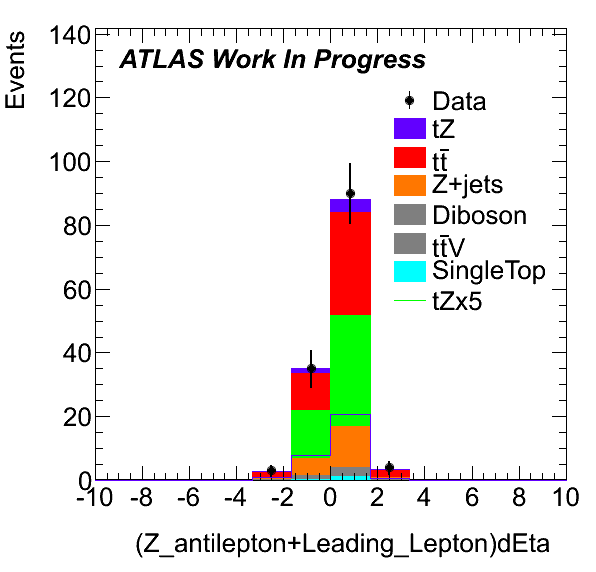 Events
140
120
100
80
60
40
20
0
ATLAS Work In Progress
Data
tZ
tt̄
Z+jets
Diboson
tt̄V
SingleTop
tZx5
-10 -8 -6 -4 -2 0 2 4 6 8 10
(Z_antilepton+Leading_Lepton)dEta